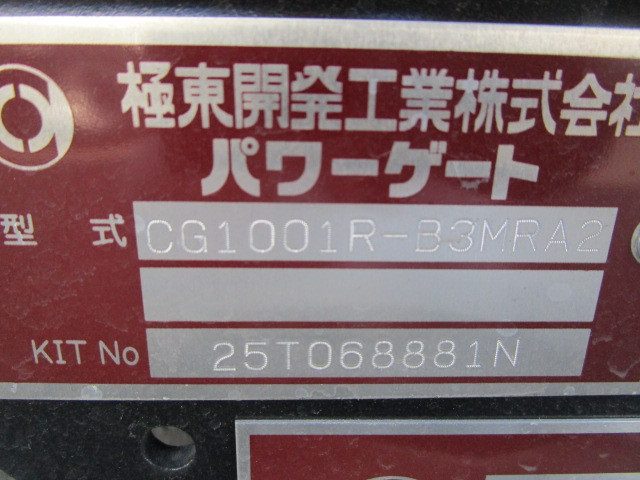 極東開発工業株式会社
パワーゲート
型 式 CG1001R-B3MRA2
KIT No 25T068881N